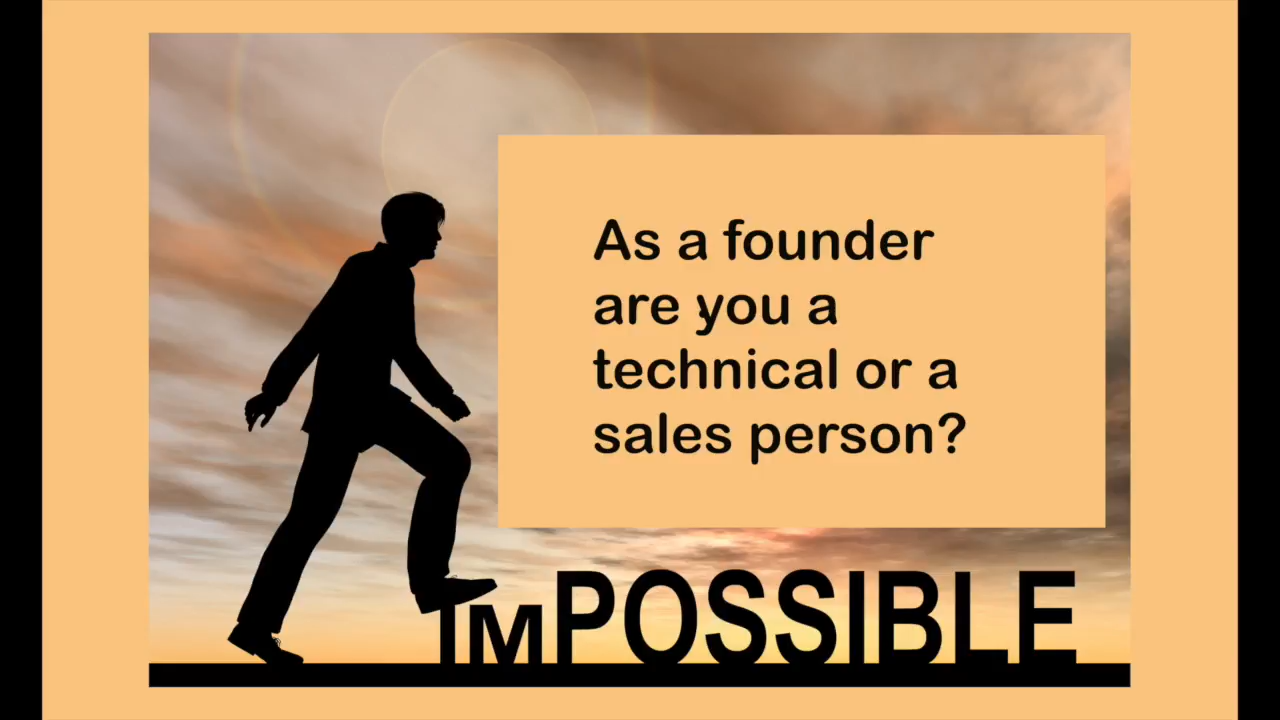 As a founder
are you a
technical or a
sales person?
IMPOSSIBLE